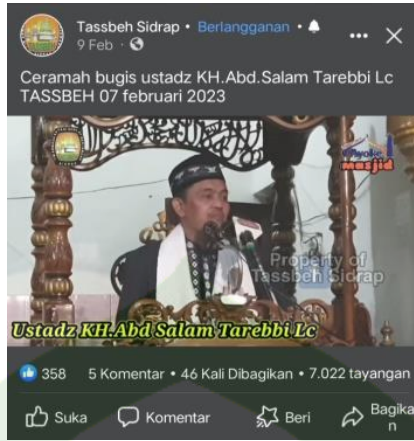 Tassbeh Sidrap • Berlangganan •
9 Feb ·
Ceramah bugis ustadz KH.Abd.Salam Tarebbi Lc
TASSBEH 07 februari 2023
masjid
Property of
Tassbeh Sidrap
Ustadz KH.Abd Salam Tarebbi Lc
358 5 Komentar • 46 Kali Dibagikan • 7.022 tayangan
Suka Komentar Beri Bagika
n